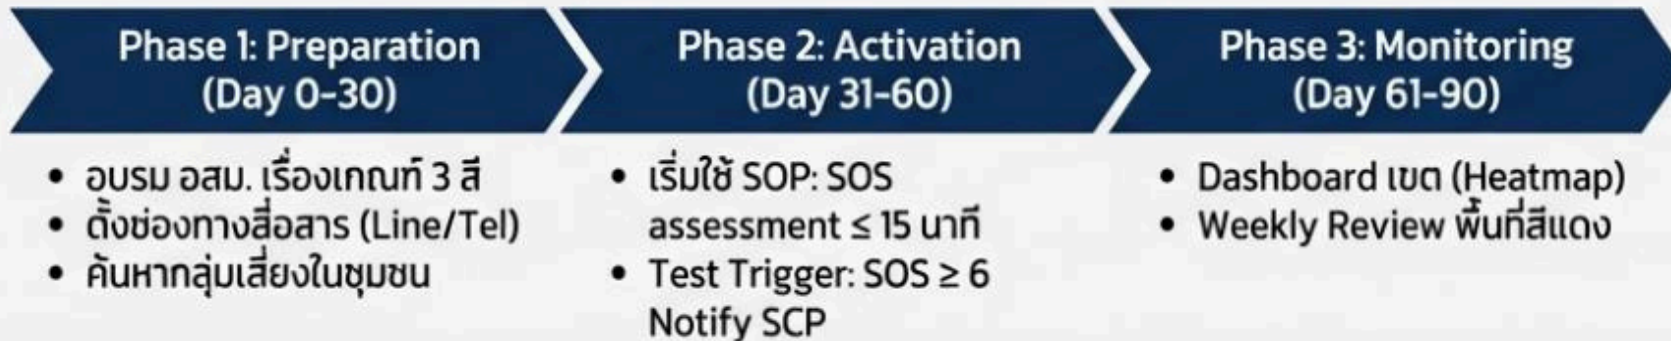 Phase 1: Preparation
(Day 0-30)
• อบรม อสม. เรื่องเกณฑ์ 3 สี
• ตั้งช่องทางสื่อสาร (Line/Tel)
• ค้นหากลุ่มเสี่ยงในชุมชน
Phase 2: Activation
(Day 31-60)
• เริ่มใช้ SOP: SOS
assessment ≤ 15 นาที
• Test Trigger: SOS ≥ 6
Notify SCP
Phase 3: Monitoring
(Day 61-90)
• Dashboard เขต (Heatmap)
• Weekly Review พื้นที่สีแดง